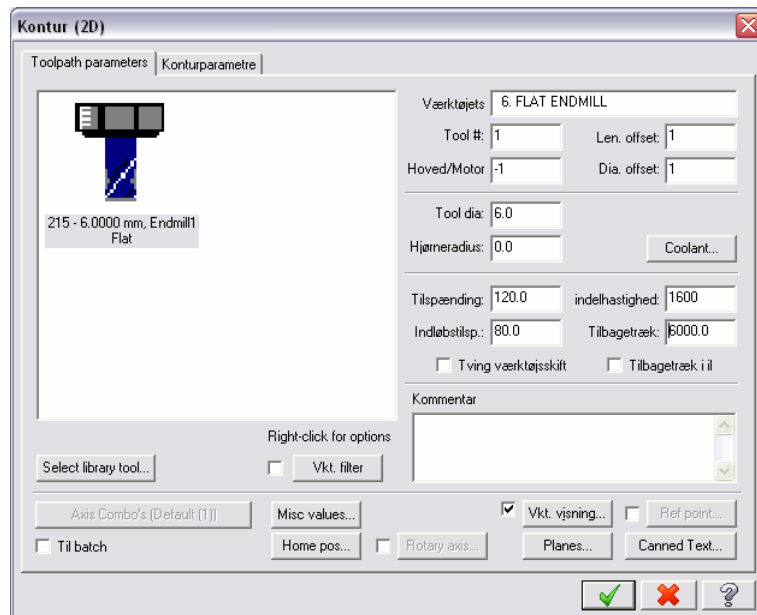 Kontur (2D)
Toolpath parameters Konturparametre
Værktøjets 6. FLAT ENDMILL
Tool #: 1 Len. offset: 1
Hoved/Motor -1 Dia. offset: 1
215 - 6.0000 mm, Endmill1
Flat
Tool dia: 6.0
Hjørneradius: 0.0 Coolant...
Tilspænding: 120.0 indelhastighed: 1600
Indløbstilsp.: 80.0 Tilbagetræk: 6000.0
Tving værktøjsskift Tilbagetræk i il
Kommentar
Right-click for options
Select library tool... Vkt. filter
Axis Combo's (Default (1)) Misc values... Vkt. visning... Ref point...
Til batch Home pos... Rotary axis... Planes... Canned Text...